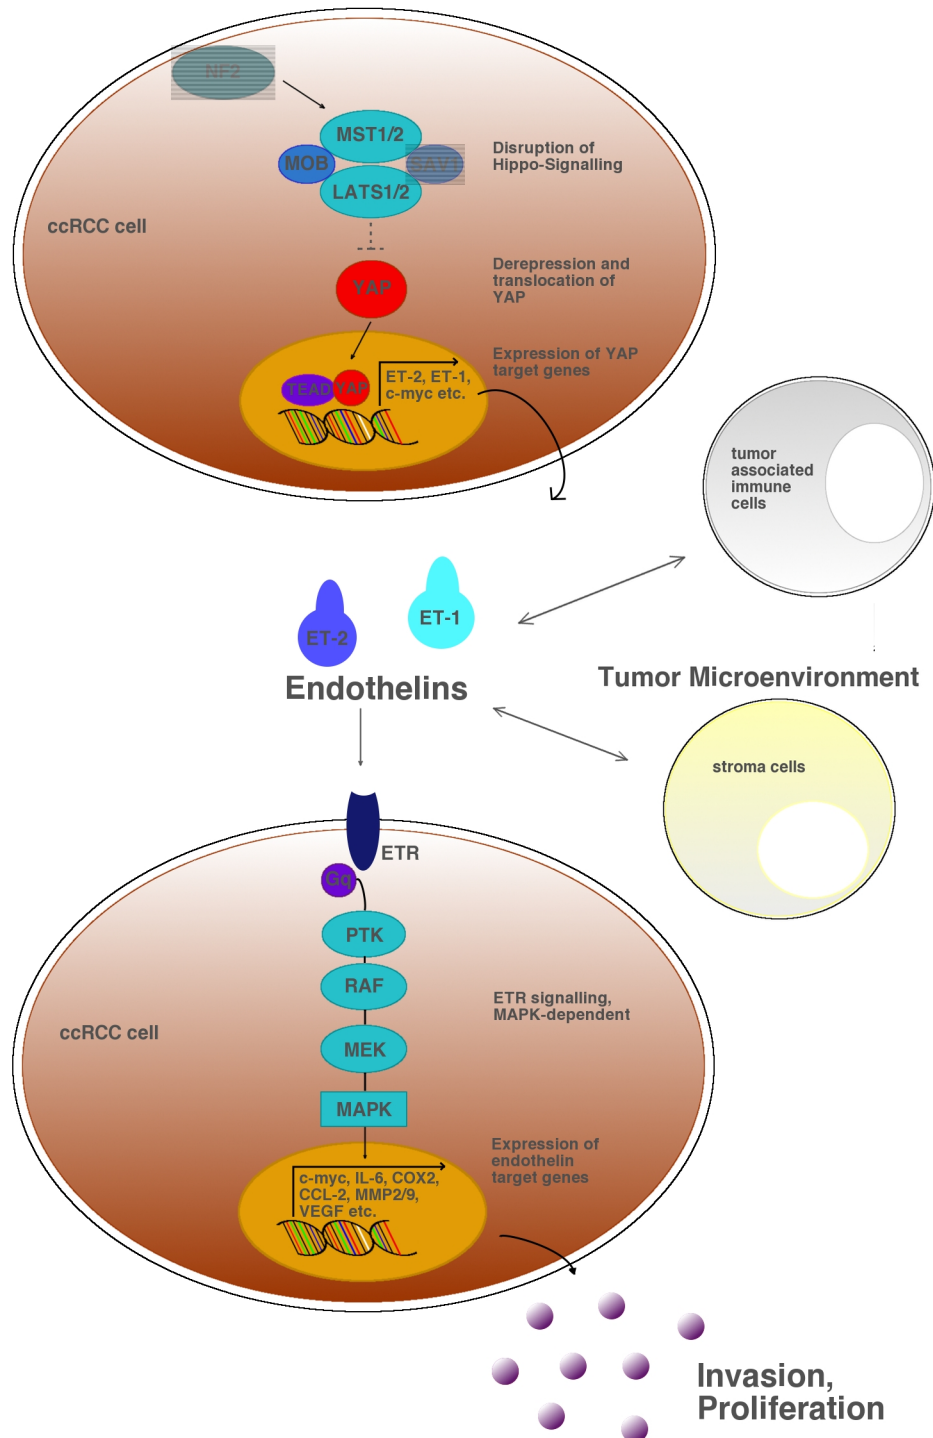 NF2
MST1/2
MOB
SAV1
LATS1/2
Disruption of
Hippo-Signalling
ccRCC cell
YAP
Derepression and
translocation of
YAP
Expression of YAP
target genes
TEAD
YAP
ET-2, ET-1,
c-myc etc.
tumor
associated
immune
cells
ET-2
ET-1
Endothelins
Tumor Microenvironment
stroma cells
ETR
Gq
PTK
RAF
MEK
MAPK
ETR signalling,
MAPK-dependent
ccRCC cell
Expression of
endothelin
target genes
c-myc, IL-6, COX2,
CCL-2, MMP2/9,
VEGF etc.
Invasion,
Proliferation